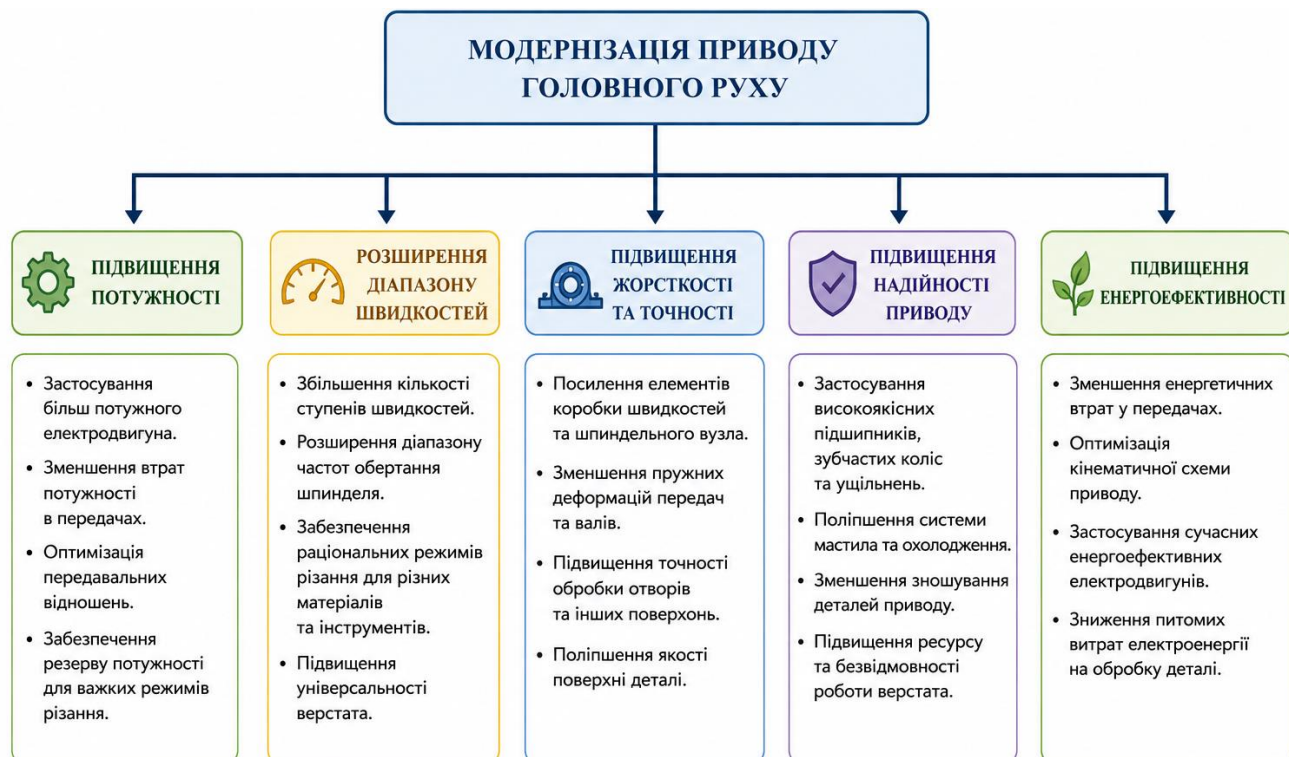 МОДЕРНІЗАЦІЯ ПРИВОДУ
ГОЛОВНОГО РУХУ
ПІДВИЩЕННЯ
ПОТУЖНОСТІ
• Застосування
більш потужного
електродвигуна.
• Зменшення втрат
потужності
в передачах.
• Оптимізація
передавальних
відношень.
• Забезпечення
резерву потужності
для важких режимів
різання.
РОЗШИРЕННЯ
ДІАПАЗОНУ
ШВИДКОСТЕЙ
• Збільшення кількості
ступенів швидкостей.
• Розширення діапазону
частот обертання
шпинделя.
• Забезпечення
раціональних режимів
різання для різних
матеріалів
та інструментів.
• Підвищення
універсальності
верстата.
ПІДВИЩЕННЯ
ЖОРСТКОСТІ
ТА ТОЧНОСТІ
• Посилення елементів
коробки швидкостей
та шпиндельного вузла.
• Зменшення пружних
деформацій передач
та валів.
• Підвищення точності
обробки отворів
та інших поверхонь.
• Поліпшення якості
поверхні деталі.
ПІДВИЩЕННЯ
НАДІЙНОСТІ
ПРИВОДУ
• Застосування
високоякісних
підшипників,
зубчастих коліс
та ущільнень.
• Поліпшення системи
мастила та охолодження.
• Зменшення зношування
деталей приводу.
• Підвищення ресурсу
та безвідмовності
роботи верстата.
ПІДВИЩЕННЯ
ЕНЕРГОЕФЕКТИВНОСТІ
• Зменшення енергетичних
втрат у передачах.
• Оптимізація
кінематичної схеми
приводу.
• Застосування сучасних
енергоефективних
електродвигунів.
• Зниження питомих
витрат електроенергії
на обробку деталі.